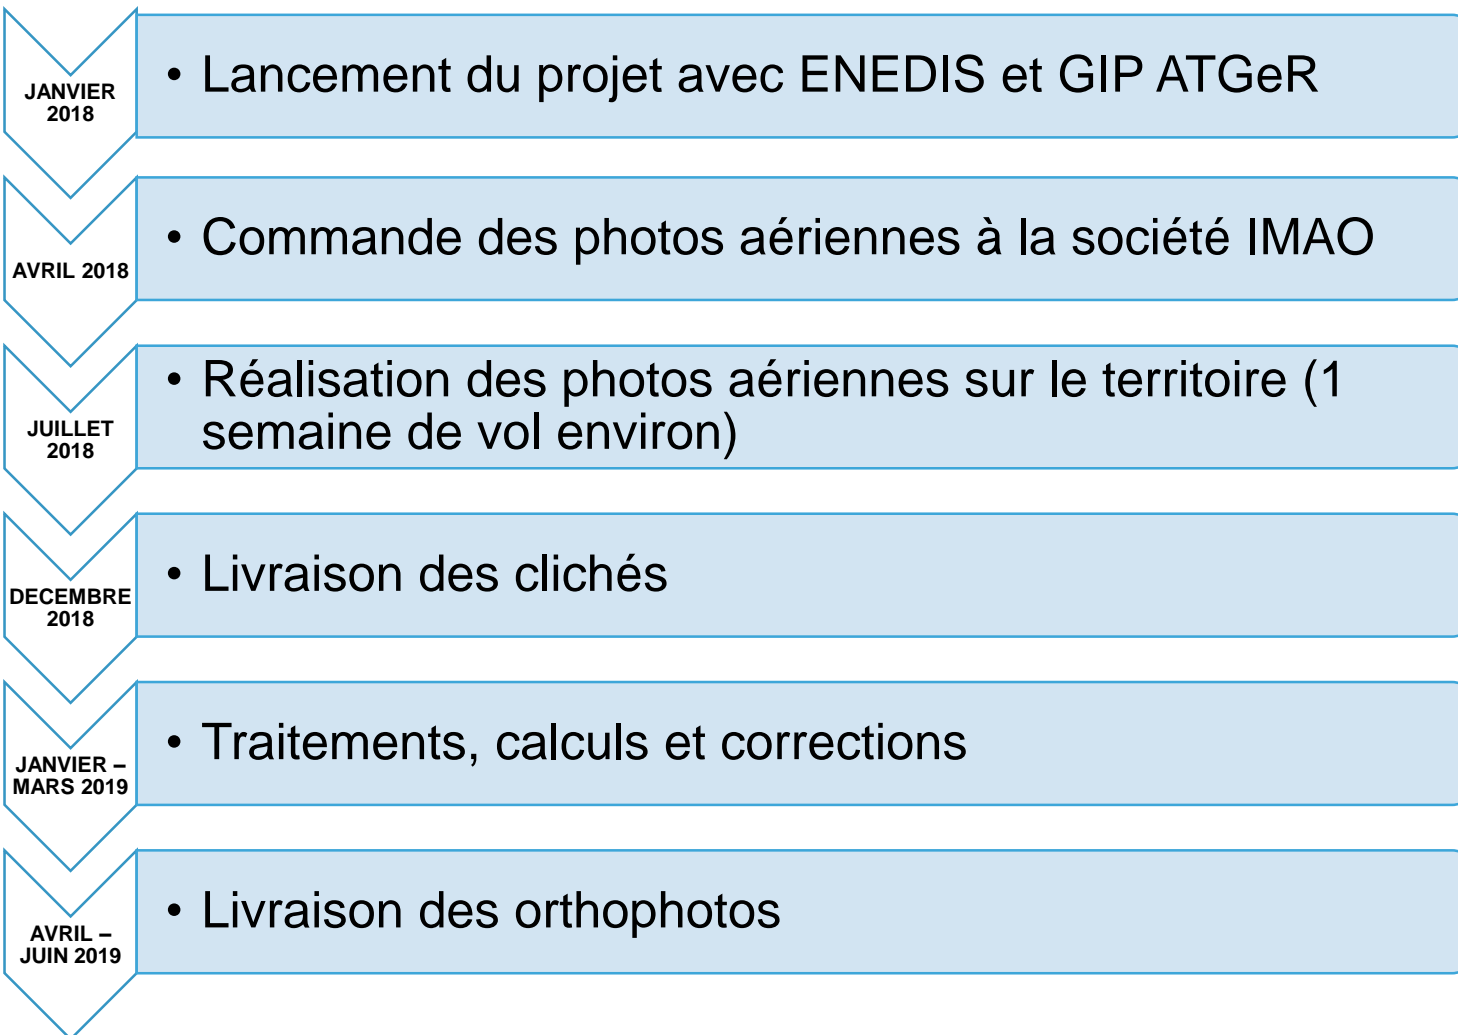 JANVIER
2018
• Lancement du projet avec ENEDIS et GIP ATGeR
AVRIL 2018
• Commande des photos aériennes à la société IMAO
JUILLET
2018
• Réalisation des photos aériennes sur le territoire (1
semaine de vol environ)
DECEMBRE
2018
• Livraison des clichés
JANVIER –
MARS 2019
• Traitements, calculs et corrections
AVRIL –
JUIN 2019
• Livraison des orthophotos